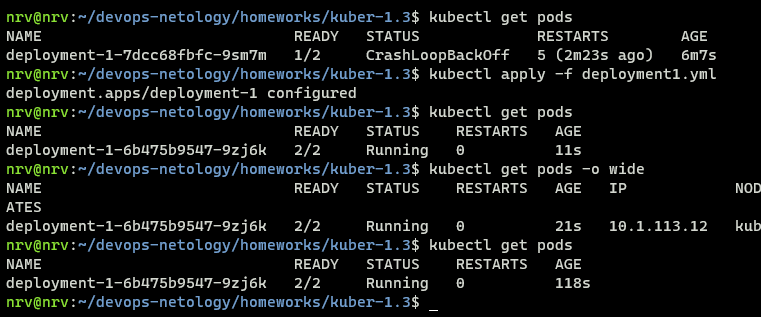 nrv@nrv:~/devops-netology/homeworks/kuber-1.3$ kubectl get pods
NAME READY STATUS RESTARTS AGE
deployment-1-7dcc68fbfc-9sm7m 1/2 CrashLoopBackOff 5 (2m23s ago) 6m7s
nrv@nrv:~/devops-netology/homeworks/kuber-1.3$ kubectl apply -f deployment1.yml
deployment.apps/deployment-1 configured
nrv@nrv:~/devops-netology/homeworks/kuber-1.3$ kubectl get pods
NAME READY STATUS RESTARTS AGE
deployment-1-6b475b9547-9zj6k 2/2 Running 0 11s
nrv@nrv:~/devops-netology/homeworks/kuber-1.3$ kubectl get pods -o wide
NAME READY STATUS RESTARTS AGE IP NOD
ATES
deployment-1-6b475b9547-9zj6k 2/2 Running 0 21s 10.1.113.12 kub
nrv@nrv:~/devops-netology/homeworks/kuber-1.3$ kubectl get pods
NAME READY STATUS RESTARTS AGE
deployment-1-6b475b9547-9zj6k 2/2 Running 0 118s
nrv@nrv:~/devops-netology/homeworks/kuber-1.3$ _